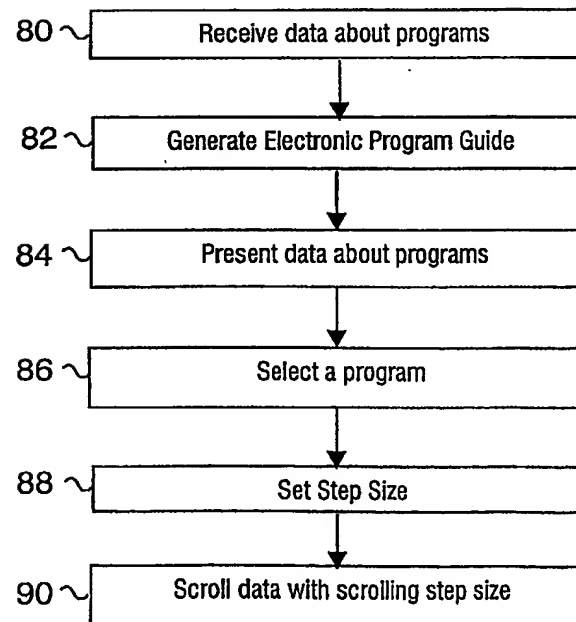 80 Receive data about programs
82 Generate Electronic Program Guide
84 Present data about programs
86 Select a program
88 Set Step Size
90 Scroll data with scrolling step size